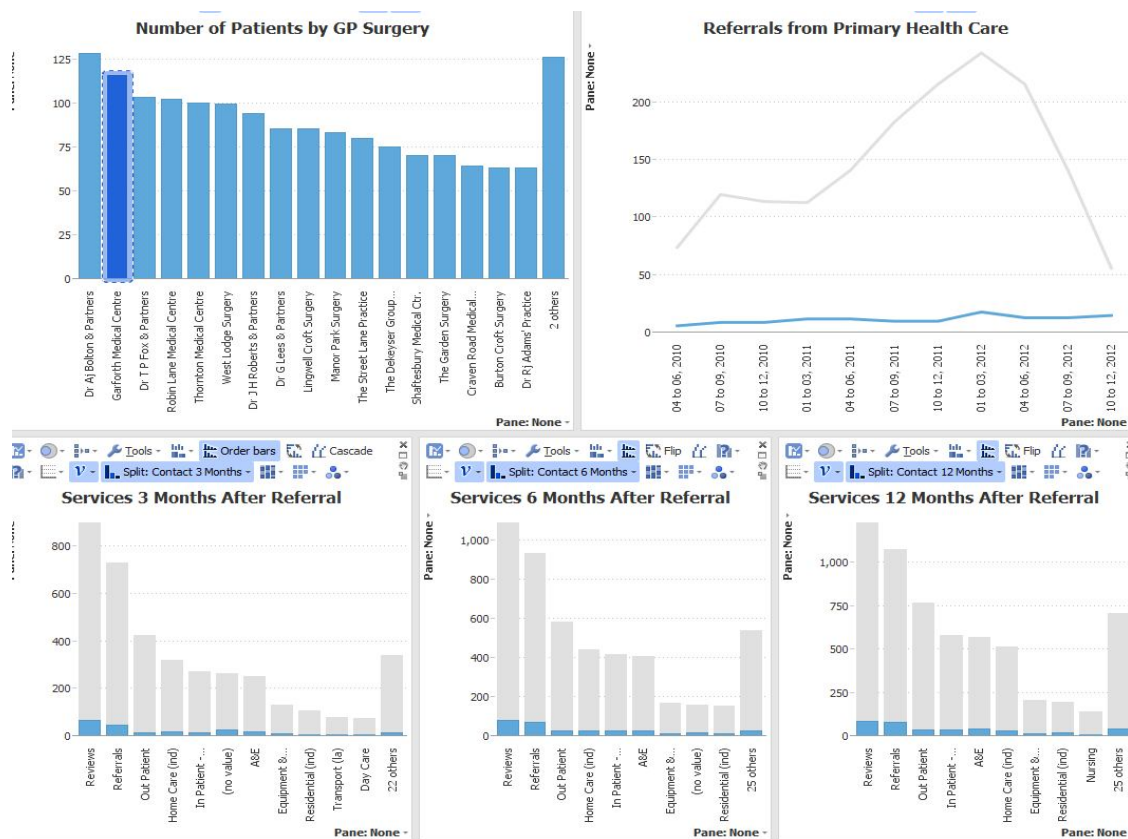 Number of Patients by GP Surgery
Pane: None
125
100
75
50
25
0
Dr Aj Bolton & Partners
Garforth Medical Centre
Dr T P Fox & Partners
Robin Lane Medical Centre
Thornton Medical Centre
West Lodge Surgery
Dr J H Roberts & Partners
Dr G Lees & Partners
Lingwell Croft Surgery
Manor Park Surgery
The Street Lane Practice
The Dekeyser Group...
Shaftesbury Medical Ctr.
The Garden Surgery
Craven Road Medical...
Burton Croft Surgery
Dr Rj Adams' Practice
2 others
Pane: None
Referrals from Primary Health Care
Pane: None
200
150
100
50
0
04 to 06, 2010
07 to 09, 2010
10 to 12, 2010
01 to 03, 2011
04 to 06, 2011
07 to 09, 2011
10 to 12, 2011
01 to 03, 2012
04 to 06, 2012
07 to 09, 2012
10 to 12, 2012
Pane: None
Tools Order bars Cascade
Split: Contact 3 Months
Services 3 Months After Referral
Pane: None
800
600
400
200
0
Reviews
Referrals
Out Patient
Home Care (ind)
In Patient -...
(no value)
A&E
Equipment &...
Residential (ind)
Transport (la)
Day Care
22 others
Pane: None
Tools Flip
Split: Contact 6 Months
Services 6 Months After Referral
Pane: None
1,000
800
600
400
200
0
Reviews
Referrals
Out Patient
Home Care (ind)
In Patient -...
A&E
Equipment &...
(no value)
Residential (ind)
25 others
Pane: None
Tools Flip
Split: Contact 12 Months
Services 12 Months After Referral
Pane: None
1,000
750
500
250
0
Reviews
Referrals
Out Patient
In Patient -...
A&E
Home Care (ind)
Equipment &...
Residential (ind)
Nursing
25 others
Pane: None